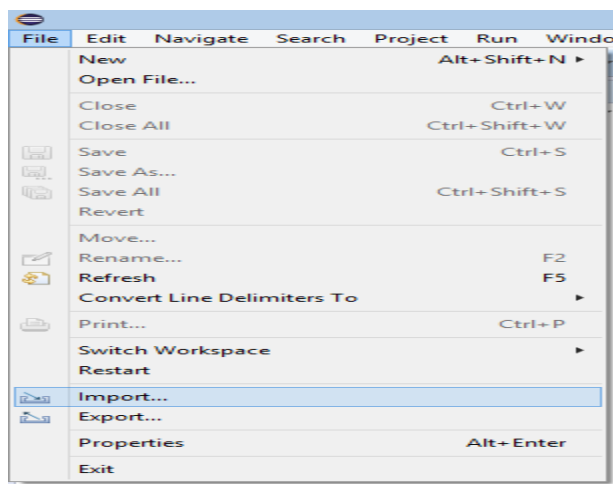 File Edit Navigate Search Project Run Windo
New Alt+Shift+N
Open File...
Close Ctrl+W
Close All Ctrl+Shift+W
Save Ctrl+S
Save As...
Save All Ctrl+Shift+S
Revert
Move...
Rename... F2
Refresh F5
Convert Line Delimiters To
Print... Ctrl+P
Switch Workspace
Restart
Import...
Export...
Properties Alt+Enter
Exit